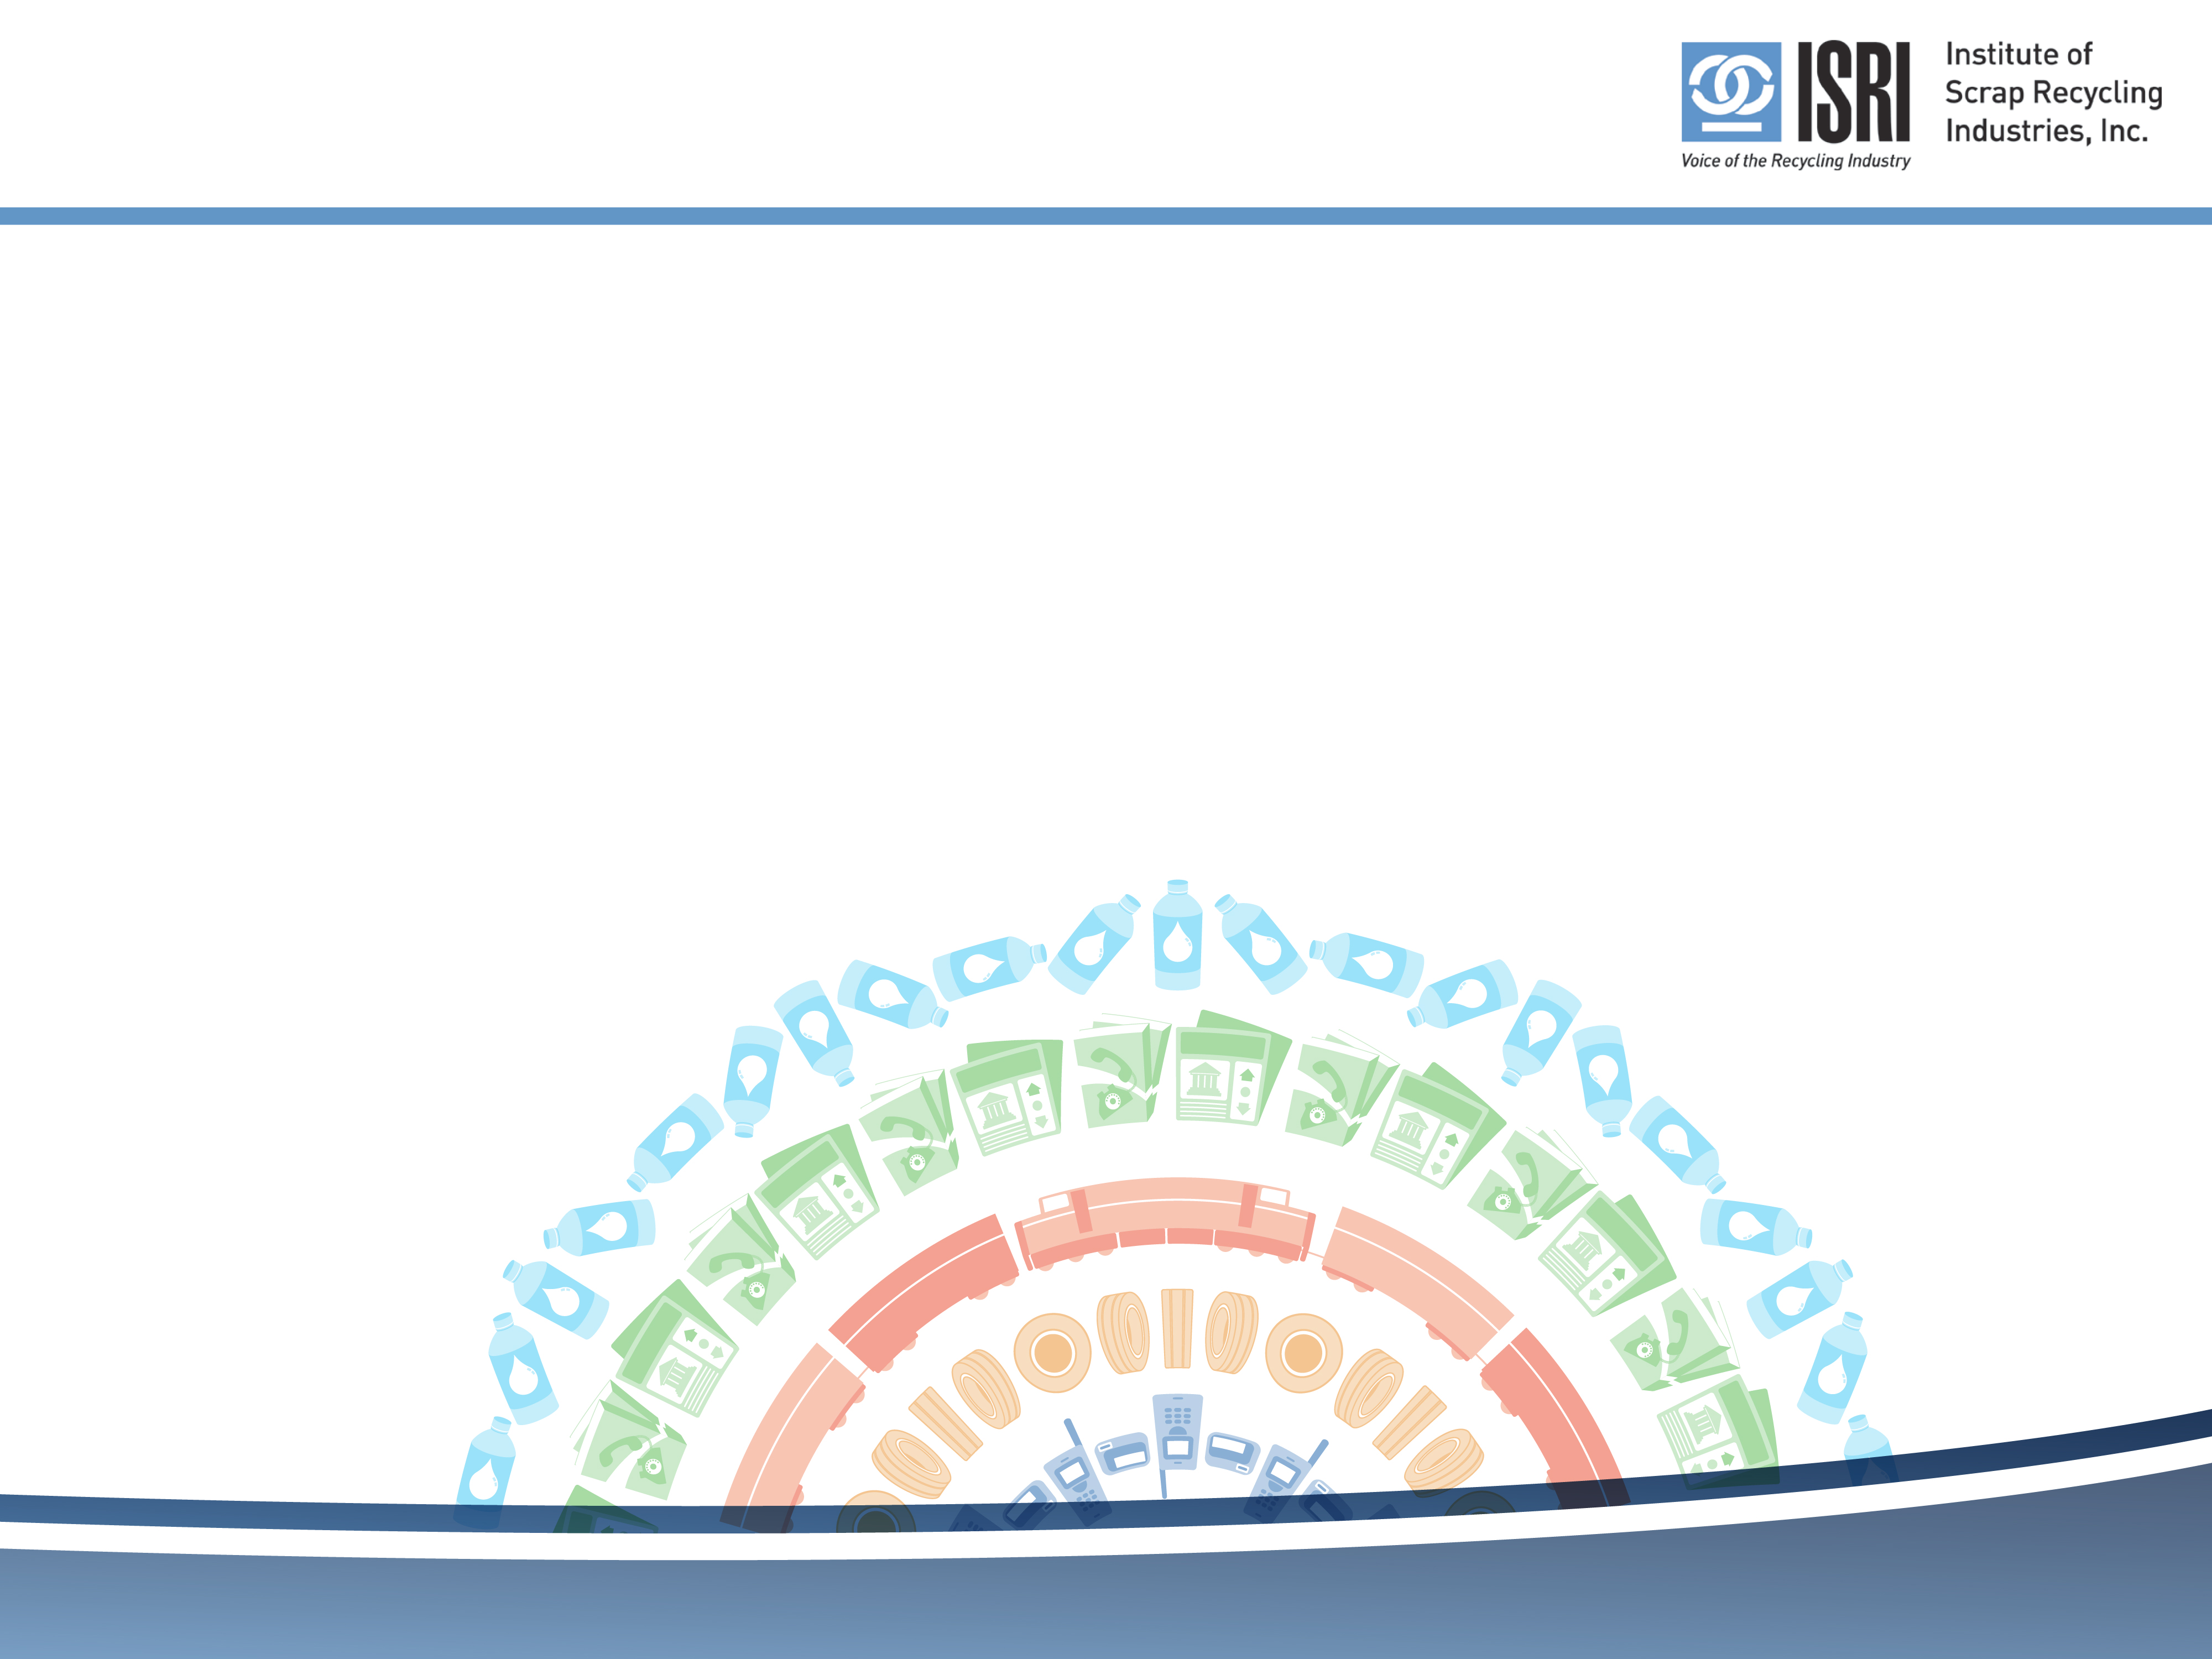 ISRI
Voice of the Recycling Industry
Institute of
Scrap Recycling
Industries, Inc.